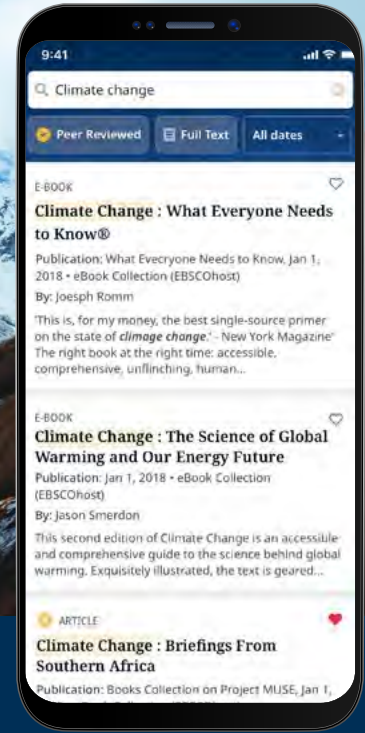 9:41
Climate change
Peer Reviewed
Full Text
All dates
E-BOOK
Climate Change : What Everyone Needs
to Know®
Publication: What Evecryone Needs to Know, Jan 1,
2018 • eBook Collection (EBSCOhost)
By: Joesph Romm
'This is, for my money, the best single-source primer
on the state of climage change.' - New York Magazine'
The right book at the right time: accessible,
comprehensive, unflinching, human...
E-BOOK
Climate Change : The Science of Global
Warming and Our Energy Future
Publication: Jan 1, 2018 • eBook Collection
(EBSCOhost)
By: Jason Smerdon
This second edition of Climate Change is an accessible
and comprehensive guide to the science behind global
warming. Exquisitely illustrated, the text is geared...
ARTICLE
Climate Change : Briefings From
Southern Africa
Publication: Books Collection on Project MUSE, Jan 1,